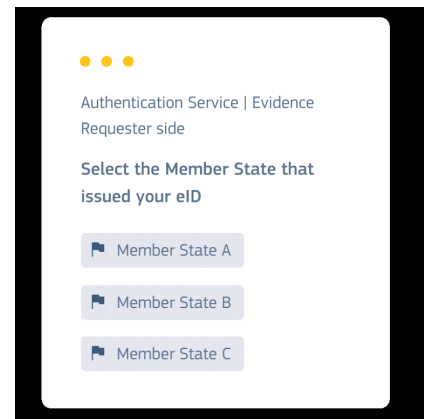 Authentication Service | Evidence
Requester side
Select the Member State that
issued your eID
Member State A
Member State B
Member State C